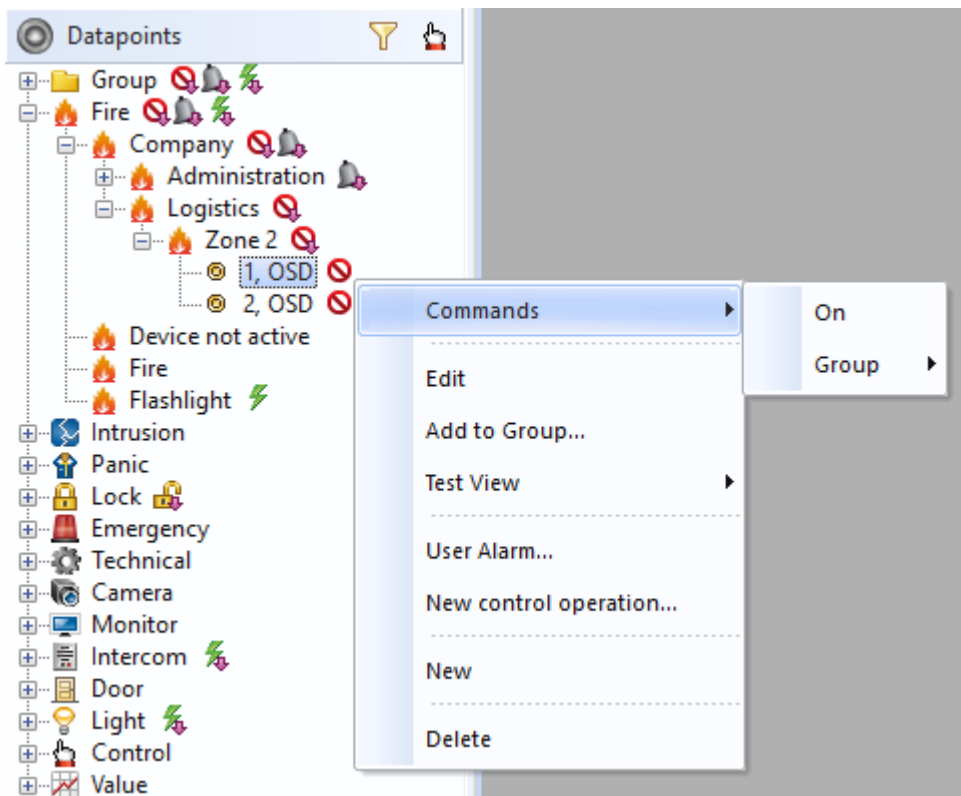 Datapoints
Group
Fire
Company
Administration
Logistics
Zone 2
1, OSD
2, OSD
Device not active
Fire
Flashlight
Intrusion
Panic
Lock
Emergency
Technical
Camera
Monitor
Intercom
Door
Light
Control
Value
Commands
Edit
Add to Group...
Test View
User Alarm...
New control operation...
New
Delete
On
Group